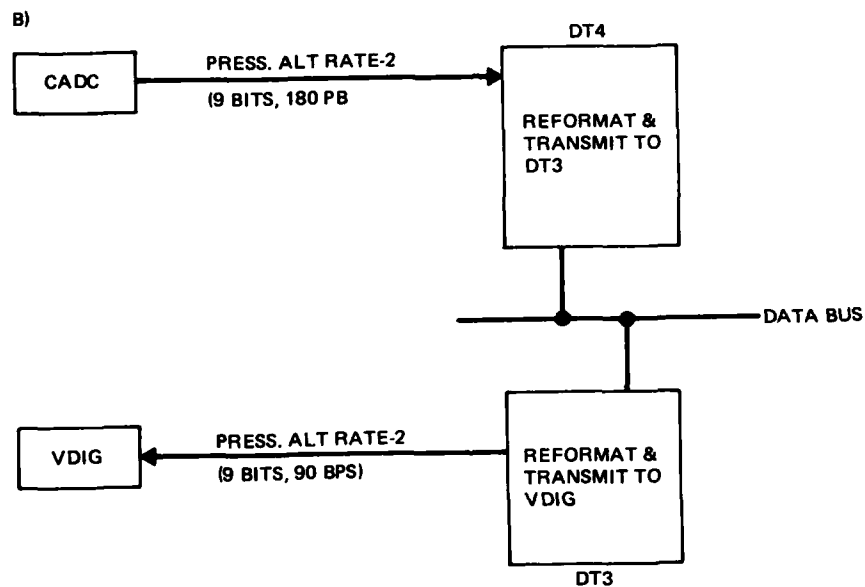 B)
DT4
CADC
PRESS. ALT RATE-2
(9 BITS, 180 PB
REFORMAT &
TRANSMIT TO
DT3
DATA BUS
VDIG
PRESS. ALT RATE-2
(9 BITS, 90 BPS)
REFORMAT &
TRANSMIT TO
VDIG
DT3